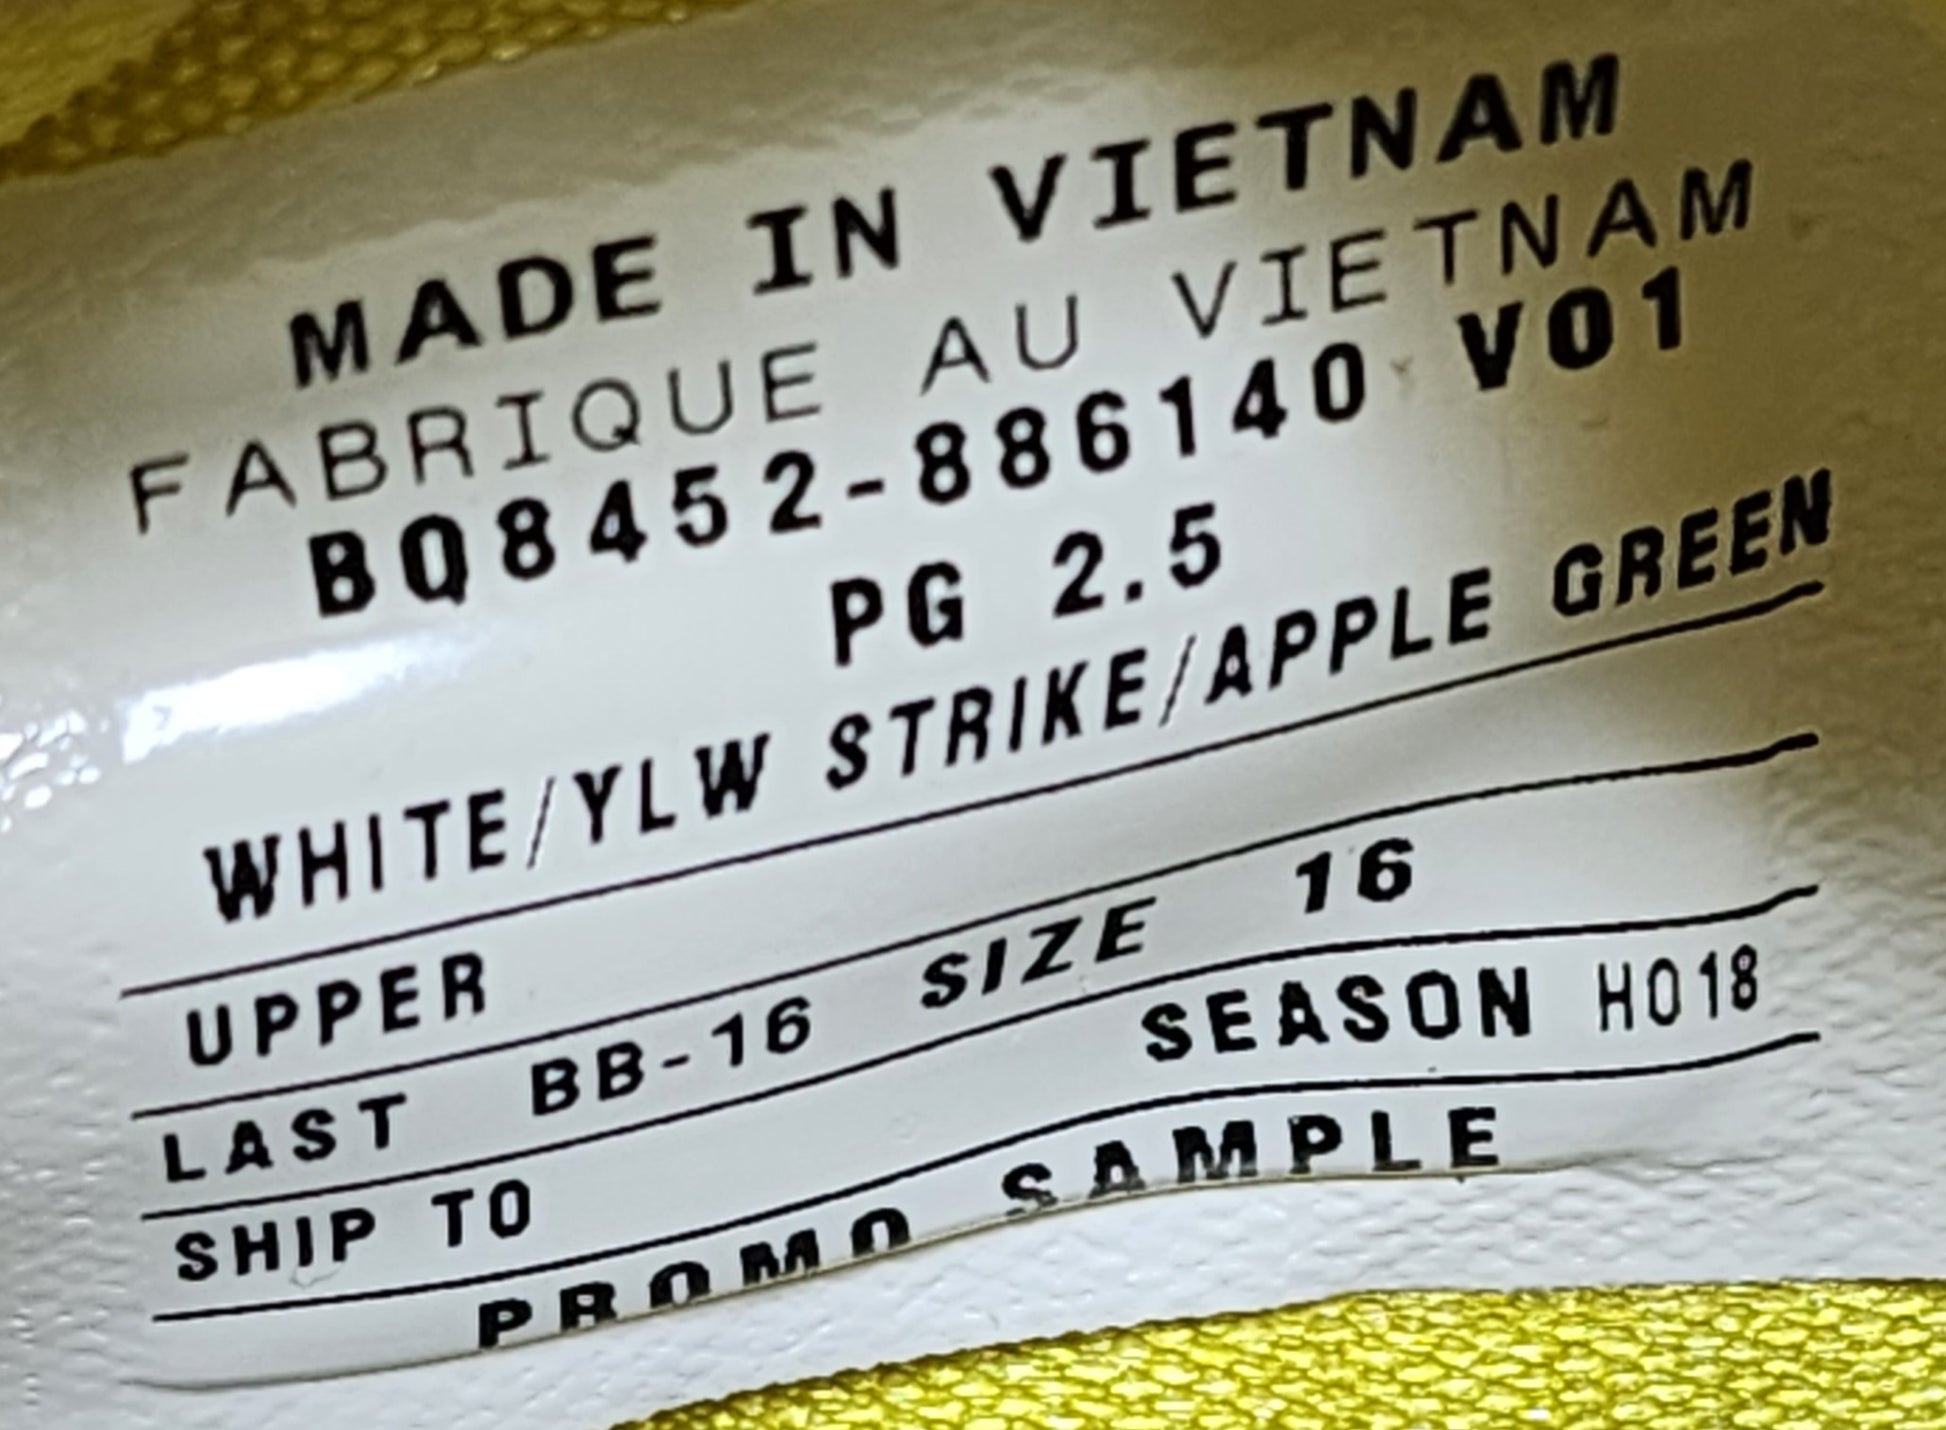 MADE IN VIETNAM
FABRIQUE AU VIETNAM
BQ8452-886140 V01
PG 2.5
WHITE/YLW STRIKE/APPLE GREEN
UPPER
LAST BB-16 SIZE 16
SHIP TO SEASON HO18
PROMO SAMPLE